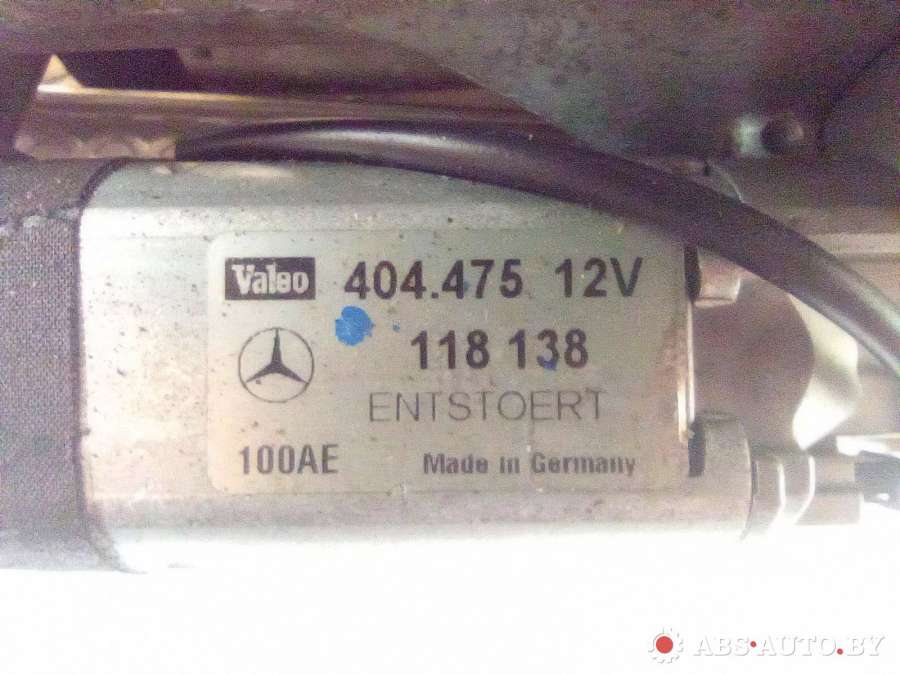 Valeo 404.475 12V
118 138
ENTSTOERT
100AE Made in Germany
ABS-AUTO.BY